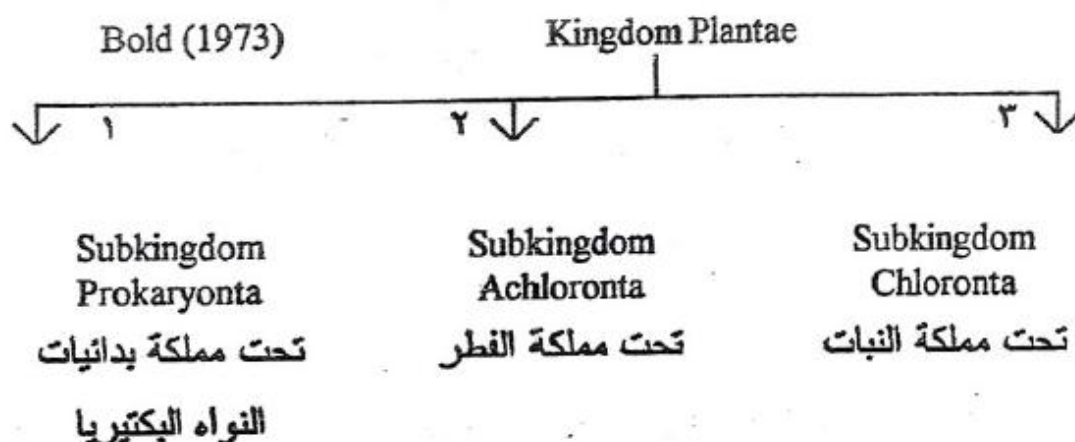 Bold (1973) Kingdom Plantae
١ ٢ ٣
Subkingdom Prokaryonta
تحت مملكة بدائيات
النواه البكتيريا
Subkingdom Achloronta
تحت مملكة الفطر
Subkingdom Chloronta
تحت مملكة النبات